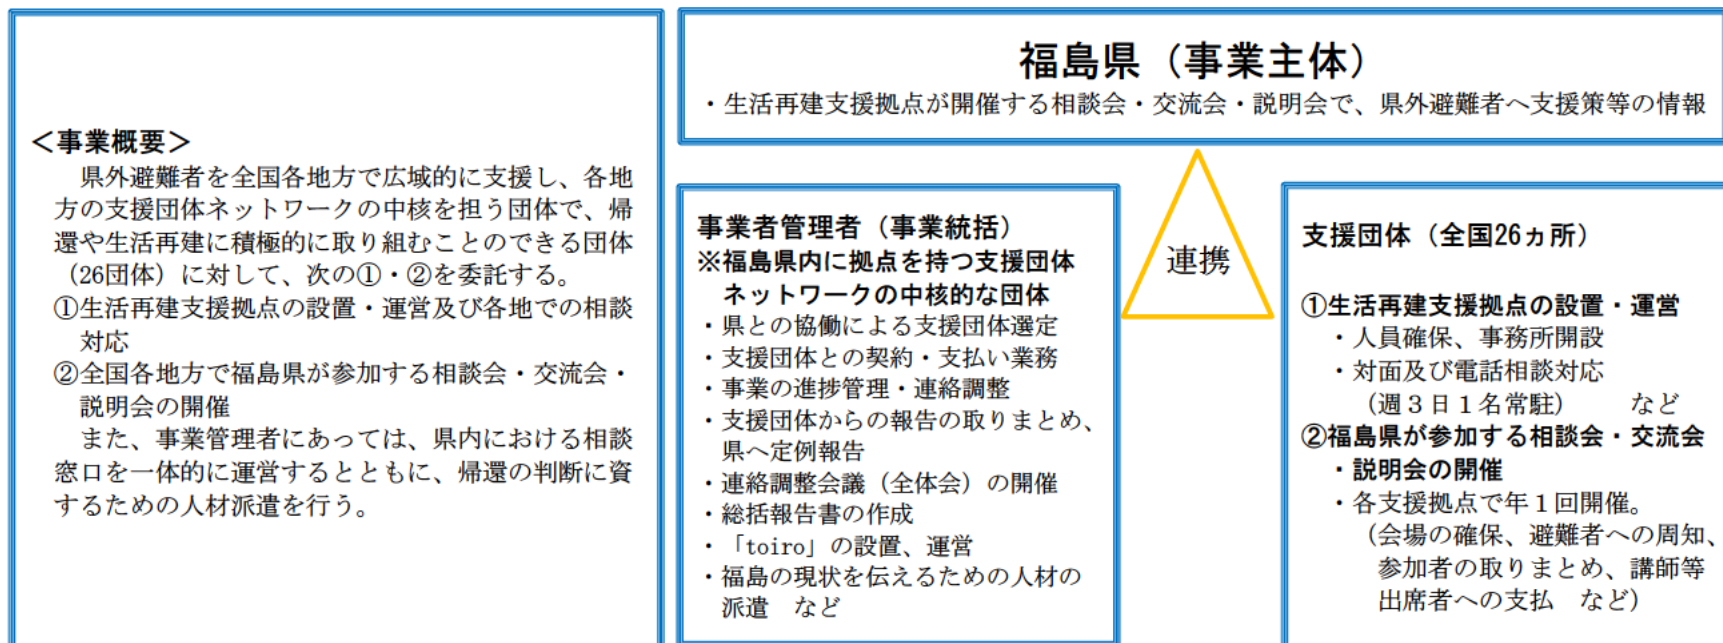 ＜事業概要＞
県外避難者を全国各地方で広域的に支援し、各地
方の支援団体ネットワークの中核を担う団体で、帰
還や生活再建に積極的に取り組むことのできる団体
（26団体）に対して、次の①・②を委託する。
①生活再建支援拠点の設置・運営及び各地での相談
対応
②全国各地方で福島県が参加する相談会・交流会・
説明会の開催
また、事業管理者にあっては、県内における相談
窓口を一体的に運営するとともに、帰還の判断に資
するための人材派遣を行う。
福島県（事業主体）
・生活再建支援拠点が開催する相談会・交流会・説明会で、県外避難者へ支援策等の情報
事業者管理者（事業統括）
※福島県内に拠点を持つ支援団体
ネットワークの中核的な団体
・県との協働による支援団体選定
・支援団体との契約・支払い業務
・事業の進捗管理・連絡調整
・支援団体からの報告の取りまとめ、
県へ定例報告
・連絡調整会議（全体会）の開催
・総括報告書の作成
・「toiro」の設置、運営
・福島の現状を伝えるための人材の
派遣　など
連携
支援団体（全国26ヵ所）
①生活再建支援拠点の設置・運営
・人員確保、事務所開設
・対面及び電話相談対応
（週３日１名常駐）　　など
②福島県が参加する相談会・交流会
・説明会の開催
・各支援拠点で年１回開催。
（会場の確保、避難者への周知、
参加者の取りまとめ、講師等
出席者への支払　など）